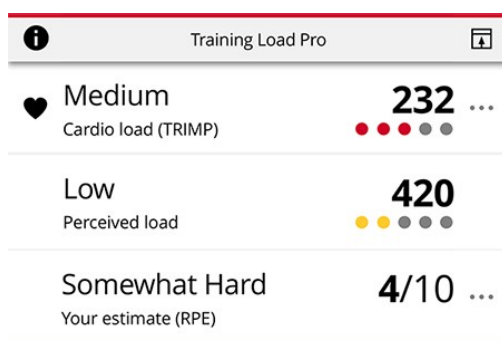 Training Load Pro
Medium 232
Cardio load (TRIMP)
Low 420
Perceived load
Somewhat Hard 4/10
Your estimate (RPE)